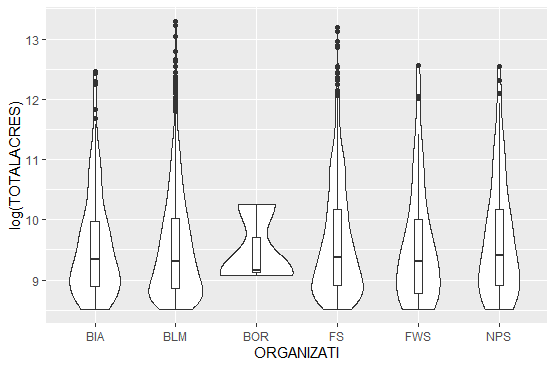 13
12
11
10
9
log(TOTALACRES)
BIA BLM BOR FS FWS NPS
ORGANIZATI